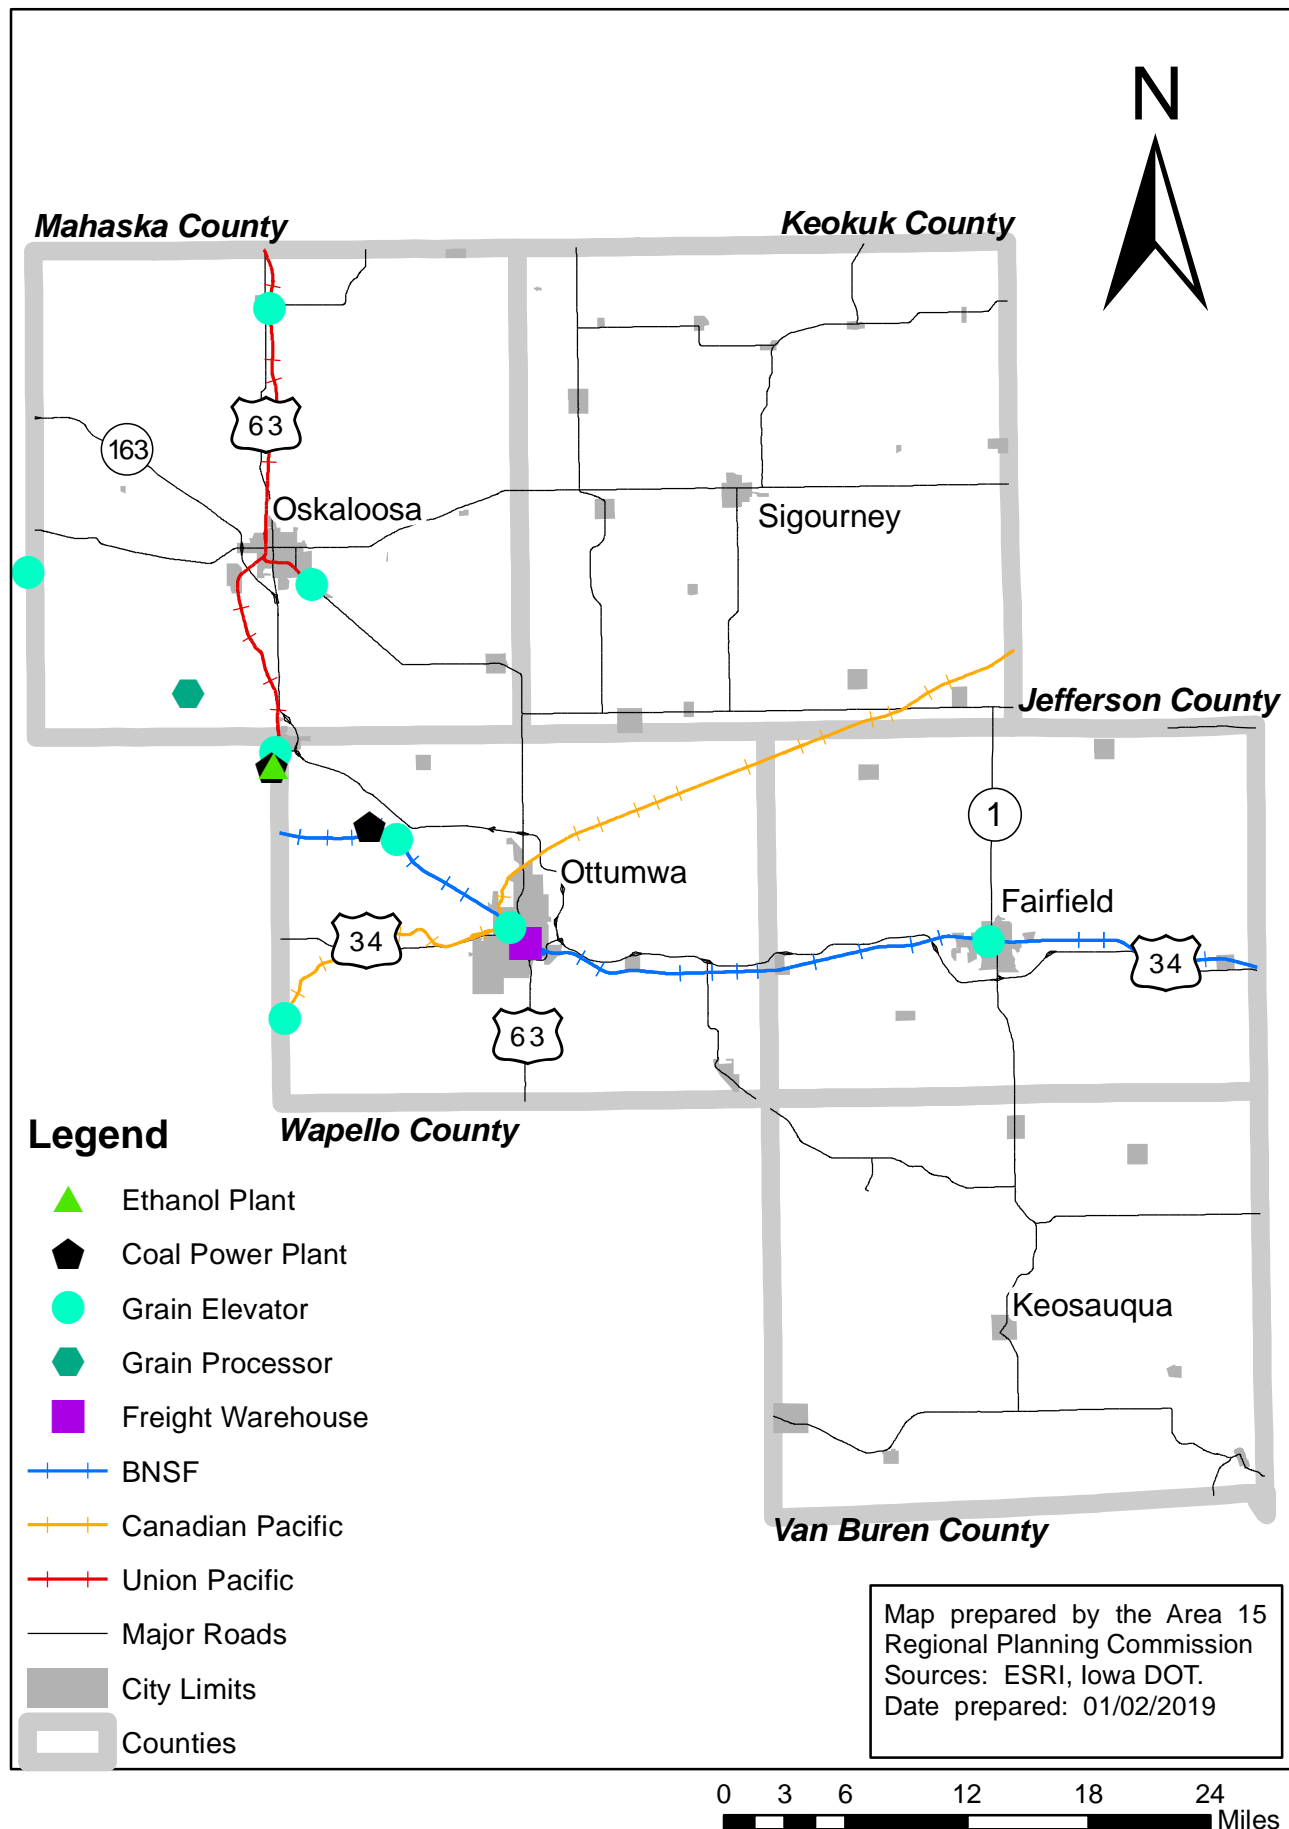 N
Mahaska County
Keokuk County
63
163
Oskaloosa
Sigourney
Jefferson County
1
Ottumwa
Fairfield
34
34
63
Wapello County
Legend
Ethanol Plant
Coal Power Plant
Grain Elevator
Grain Processor
Freight Warehouse
BNSF
Canadian Pacific
Union Pacific
Major Roads
City Limits
Counties
Keosauqua
Van Buren County
Map prepared by the Area 15
Regional Planning Commission
Sources: ESRI, Iowa DOT.
Date prepared: 01/02/2019
0 3 6 12 18 24
Miles